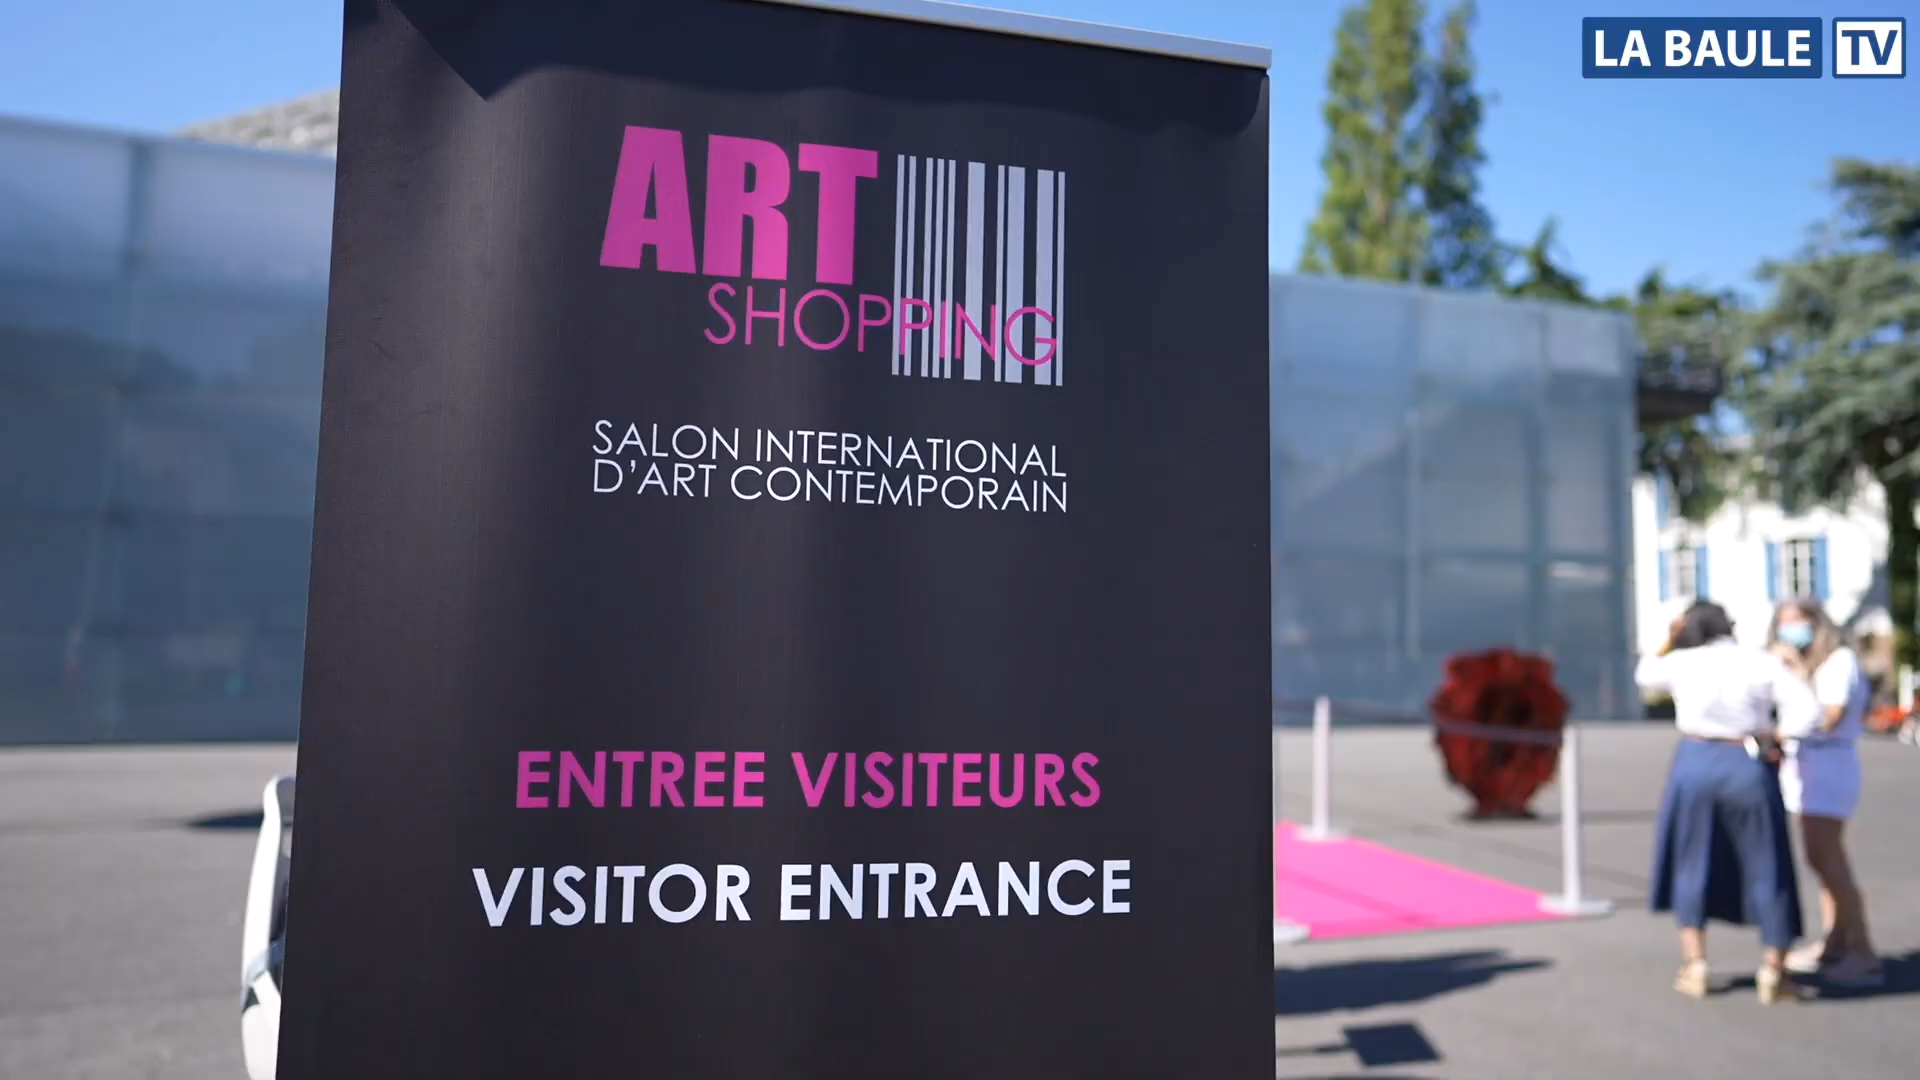 LA BAULE TV
ART
SHOPPING
SALON INTERNATIONAL
D'ART CONTEMPORAIN
ENTREE VISITEURS
VISITOR ENTRANCE